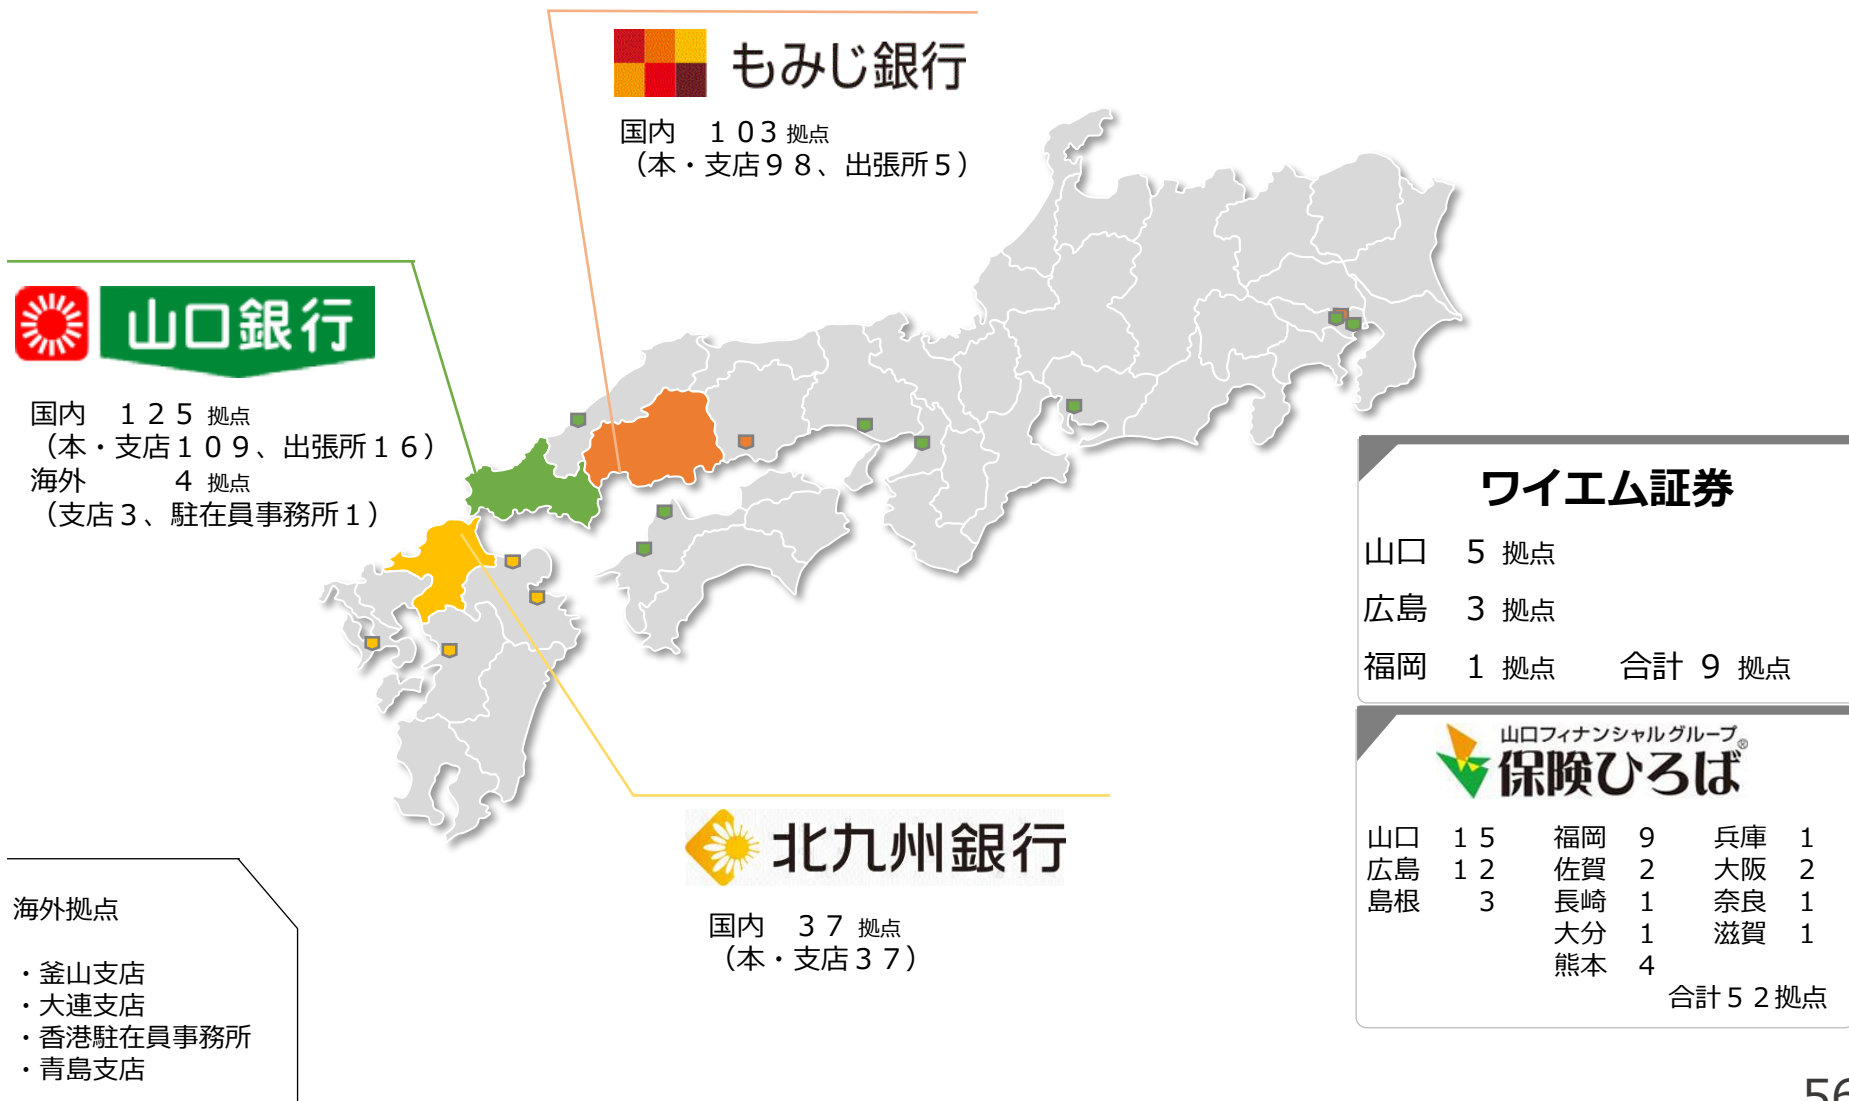 もみじ銀行
国内 103拠点
（本・支店98、出張所5）
山口銀行
国内 125拠点
（本・支店109、出張所16）
海外 4拠点
（支店3、駐在員事務所1）
ワイエム証券
山口 5拠点
広島 3拠点
福岡 1拠点 合計 9拠点
山口フィナンシャルグループ®
保険ひろば
山口 15 福岡 9 兵庫 1
広島 12 佐賀 2 大阪 2
島根 3 長崎 1 奈良 1
大分 1 滋賀 1
熊本 4
合計52拠点
北九州銀行
国内 37拠点
（本・支店37）
海外拠点
・釜山支店
・大連支店
・香港駐在員事務所
・青島支店
56